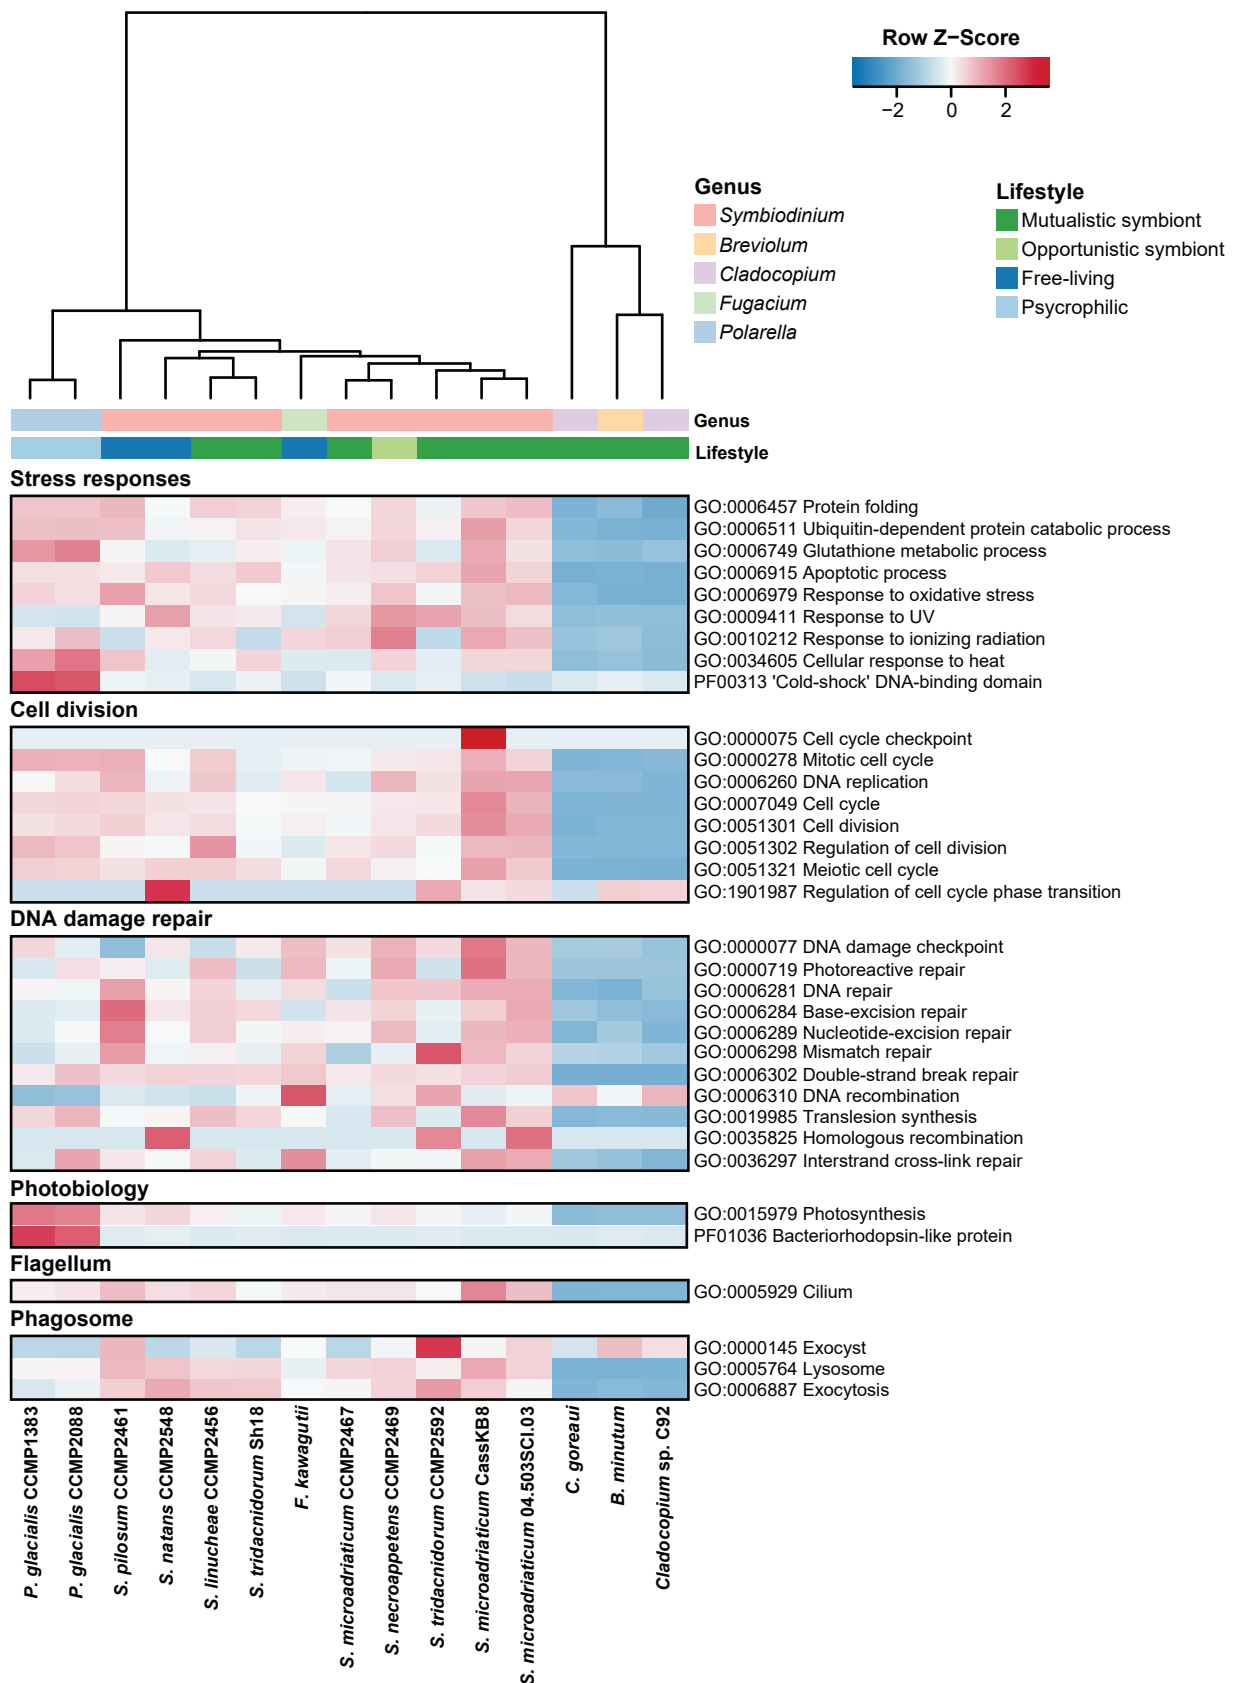 Row Z−Score
−2 0 2
Genus
Symbiodinium
Breviolum
Cladocopium
Fugacium
Polarella
Lifestyle
Mutualistic symbiont
Opportunistic symbiont
Free-living
Psycrophilic
Genus
Lifestyle
Stress responses
GO:0006457 Protein folding
GO:0006511 Ubiquitin-dependent protein catabolic process
GO:0006749 Glutathione metabolic process
GO:0006915 Apoptotic process
GO:0006979 Response to oxidative stress
GO:0009411 Response to UV
GO:0010212 Response to ionizing radiation
GO:0034605 Cellular response to heat
PF00313 'Cold-shock' DNA-binding domain
Cell division
GO:0000075 Cell cycle checkpoint
GO:0000278 Mitotic cell cycle
GO:0006260 DNA replication
GO:0007049 Cell cycle
GO:0051301 Cell division
GO:0051302 Regulation of cell division
GO:0051321 Meiotic cell cycle
GO:1901987 Regulation of cell cycle phase transition
DNA damage repair
GO:0000077 DNA damage checkpoint
GO:0000719 Photoreactive repair
GO:0006281 DNA repair
GO:0006284 Base-excision repair
GO:0006289 Nucleotide-excision repair
GO:0006298 Mismatch repair
GO:0006302 Double-strand break repair
GO:0006310 DNA recombination
GO:0019985 Translesion synthesis
GO:0035825 Homologous recombination
GO:0036297 Interstrand cross-link repair
Photobiology
GO:0015979 Photosynthesis
PF01036 Bacteriorhodopsin-like protein
Flagellum
GO:0005929 Cilium
Phagosome
GO:0000145 Exocyst
GO:0005764 Lysosome
GO:0006887 Exocytosis
P. glacialis CCMP1383
P. glacialis CCMP2088
S. pilosum CCMP2461
S. natans CCMP2548
S. linucheae CCMP2456
S. tridacnidorum Sh18
F. kawagutii
S. microadriaticum CCMP2467
S. necroappetens CCMP2469
S. tridacnidorum CCMP2592
S. microadriaticum CassKB8
S. microadriaticum 04.503SCI.03
C. goreaui
B. minutum
Cladocopium sp. C92